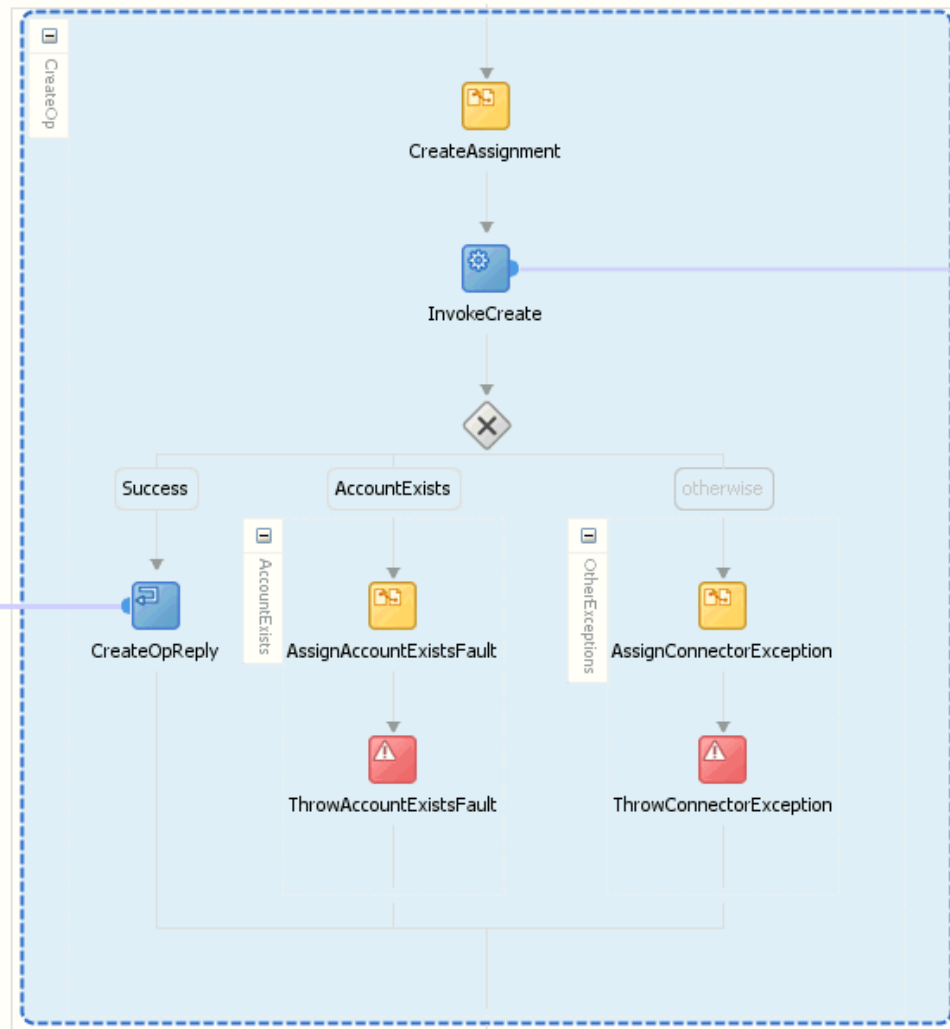 CreateOp
CreateAssignment
InvokeCreate
Success
AccountExists
otherwise
AccountExists
OtherExceptions
CreateOpReply
AssignAccountExistsFault
AssignConnectorException
ThrowAccountExistsFault
ThrowConnectorException